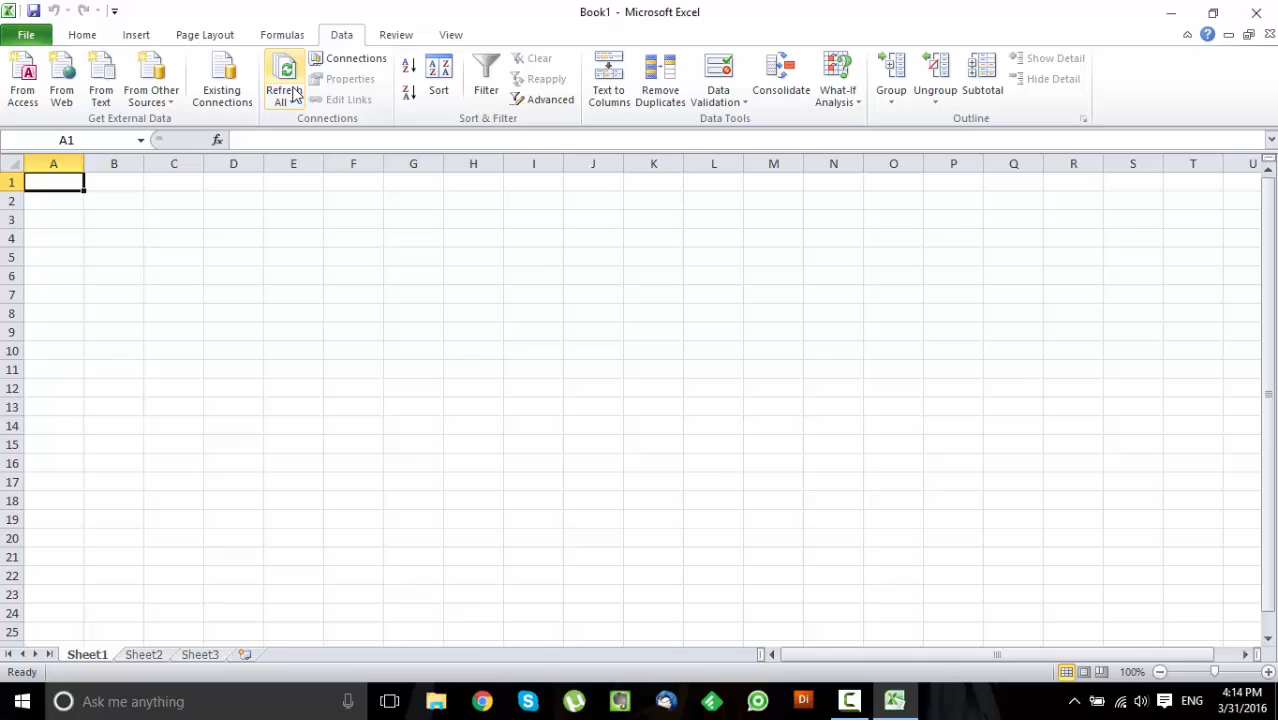 Book1 - Microsoft Excel
File Home Insert Page Layout Formulas Data Review View
From Access
From Web
From Text
From Other Sources
Existing Connections
Get External Data
Refresh All
Connections
Properties
Edit Links
Connections
Sort
Filter
Clear
Reapply
Advanced
Sort & Filter
Text to Columns
Remove Duplicates
Data Validation
Consolidate
What-If Analysis
Data Tools
Group
Ungroup
Subtotal
Show Detail
Hide Detail
Outline
A1 fx
A B C D E F G H I J K L M N O P Q R S T U
1
2
3
4
5
6
7
8
9
10
11
12
13
14
15
16
17
18
19
20
21
22
23
24
25
Sheet1 Sheet2 Sheet3
Ready 100%
Ask me anything ENG 4:14 PM
3/31/2016